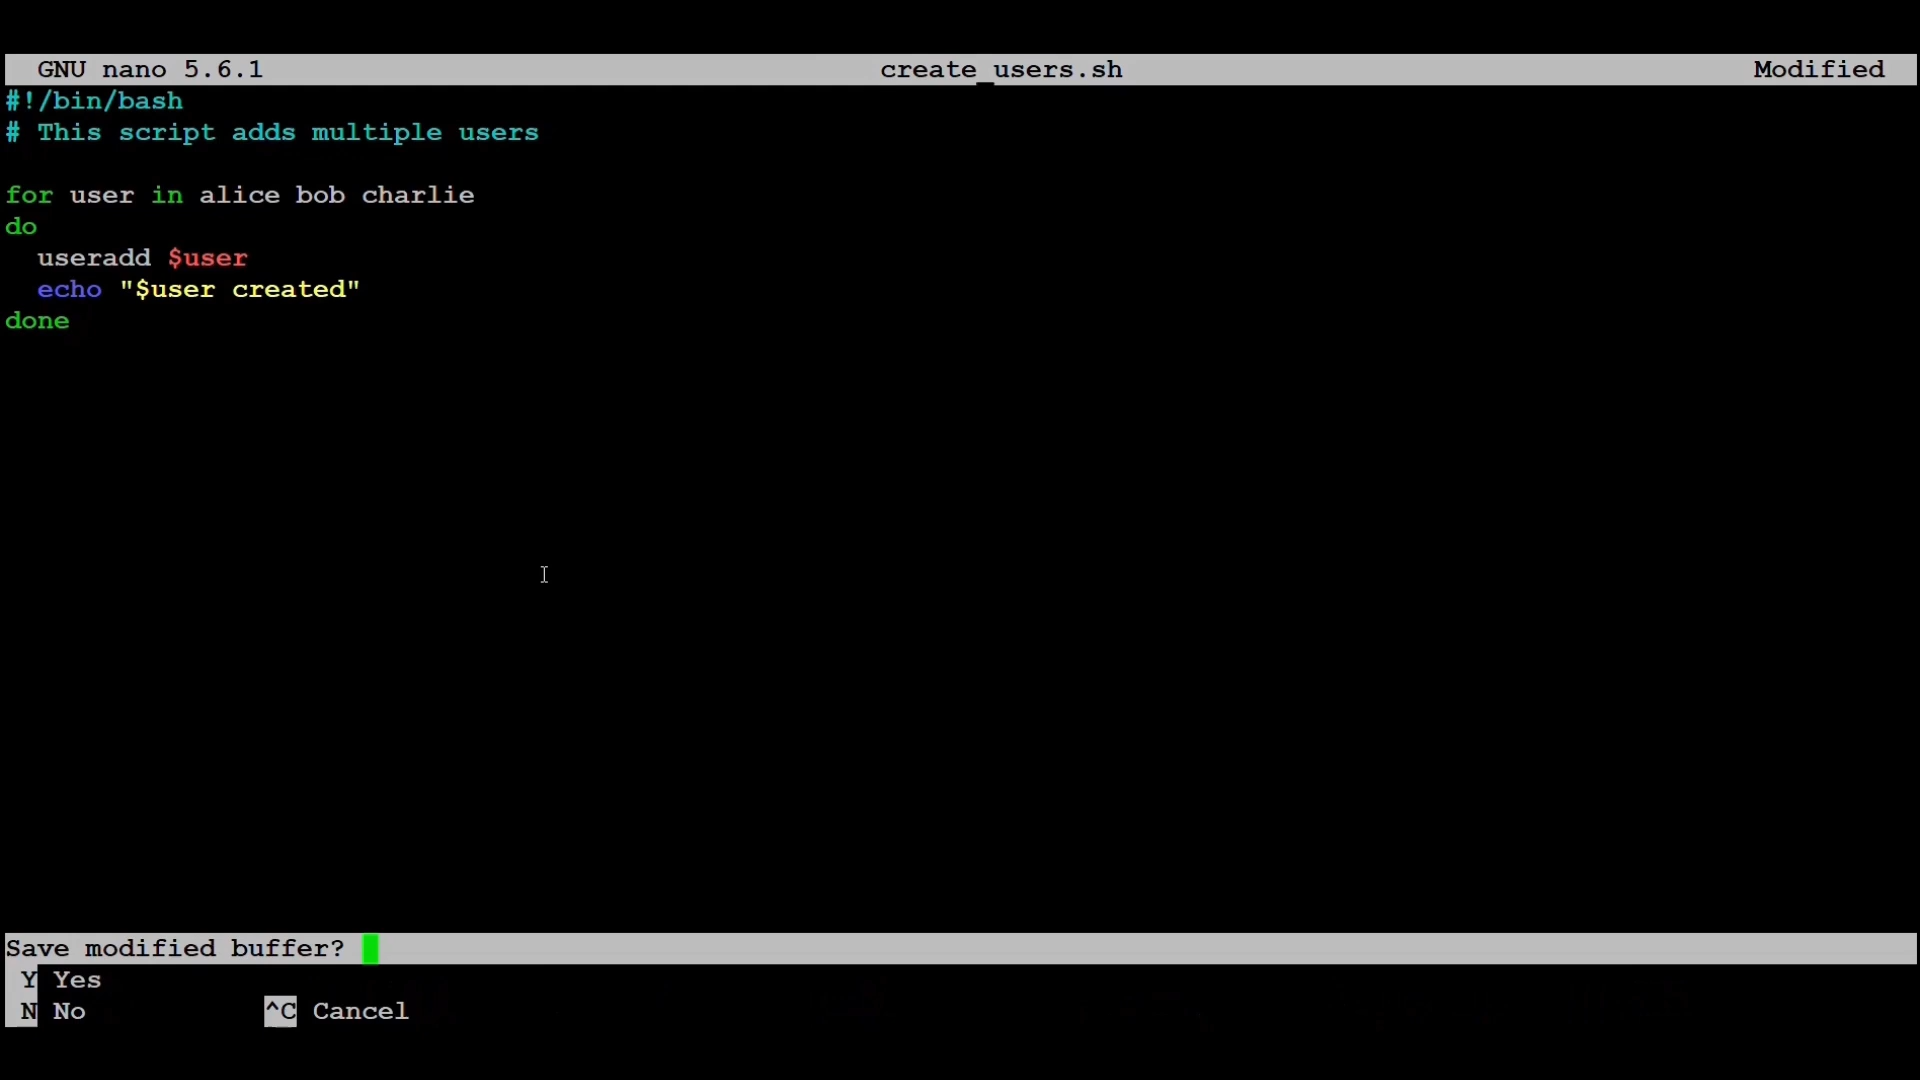 GNU nano 5.6.1 create_users.sh Modified
#!/bin/bash
# This script adds multiple users
for user in alice bob charlie
do
  useradd $user
  echo "$user created"
done
Save modified buffer?
Y Yes
N No ^C Cancel